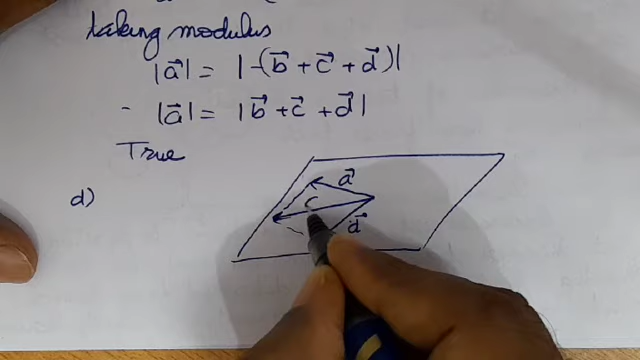 taking modulus
|a⃗| = |-(b⃗ + c⃗ + d⃗)|
- |a⃗| = |b⃗ + c⃗ + d⃗|
True
d)
a⃗
c
d⃗